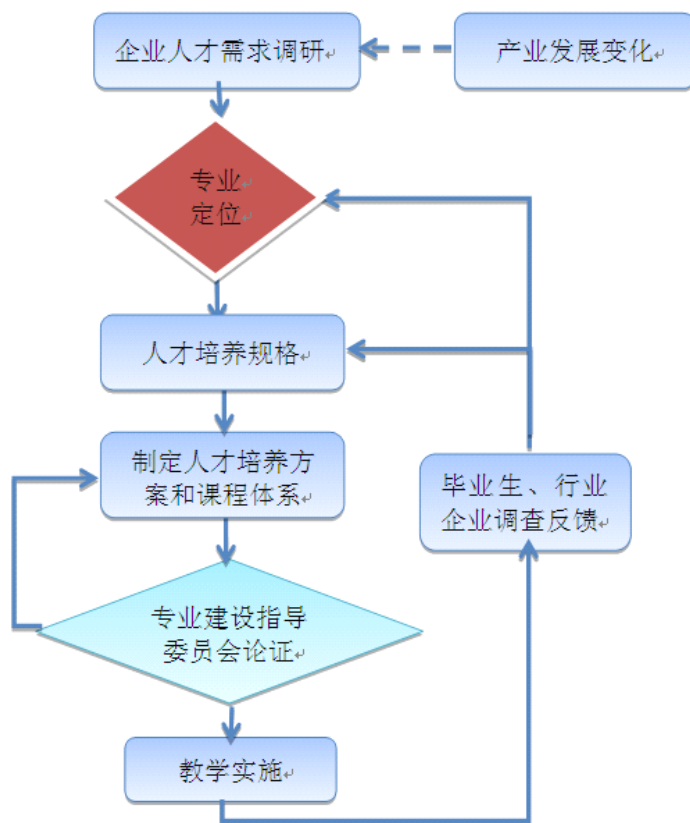 企业人才需求调研
产业发展变化
专业
定位
人才培养规格
制定人才培养方
案和课程体系
毕业生、行业
企业调查反馈
专业建设指导
委员会论证
教学实施